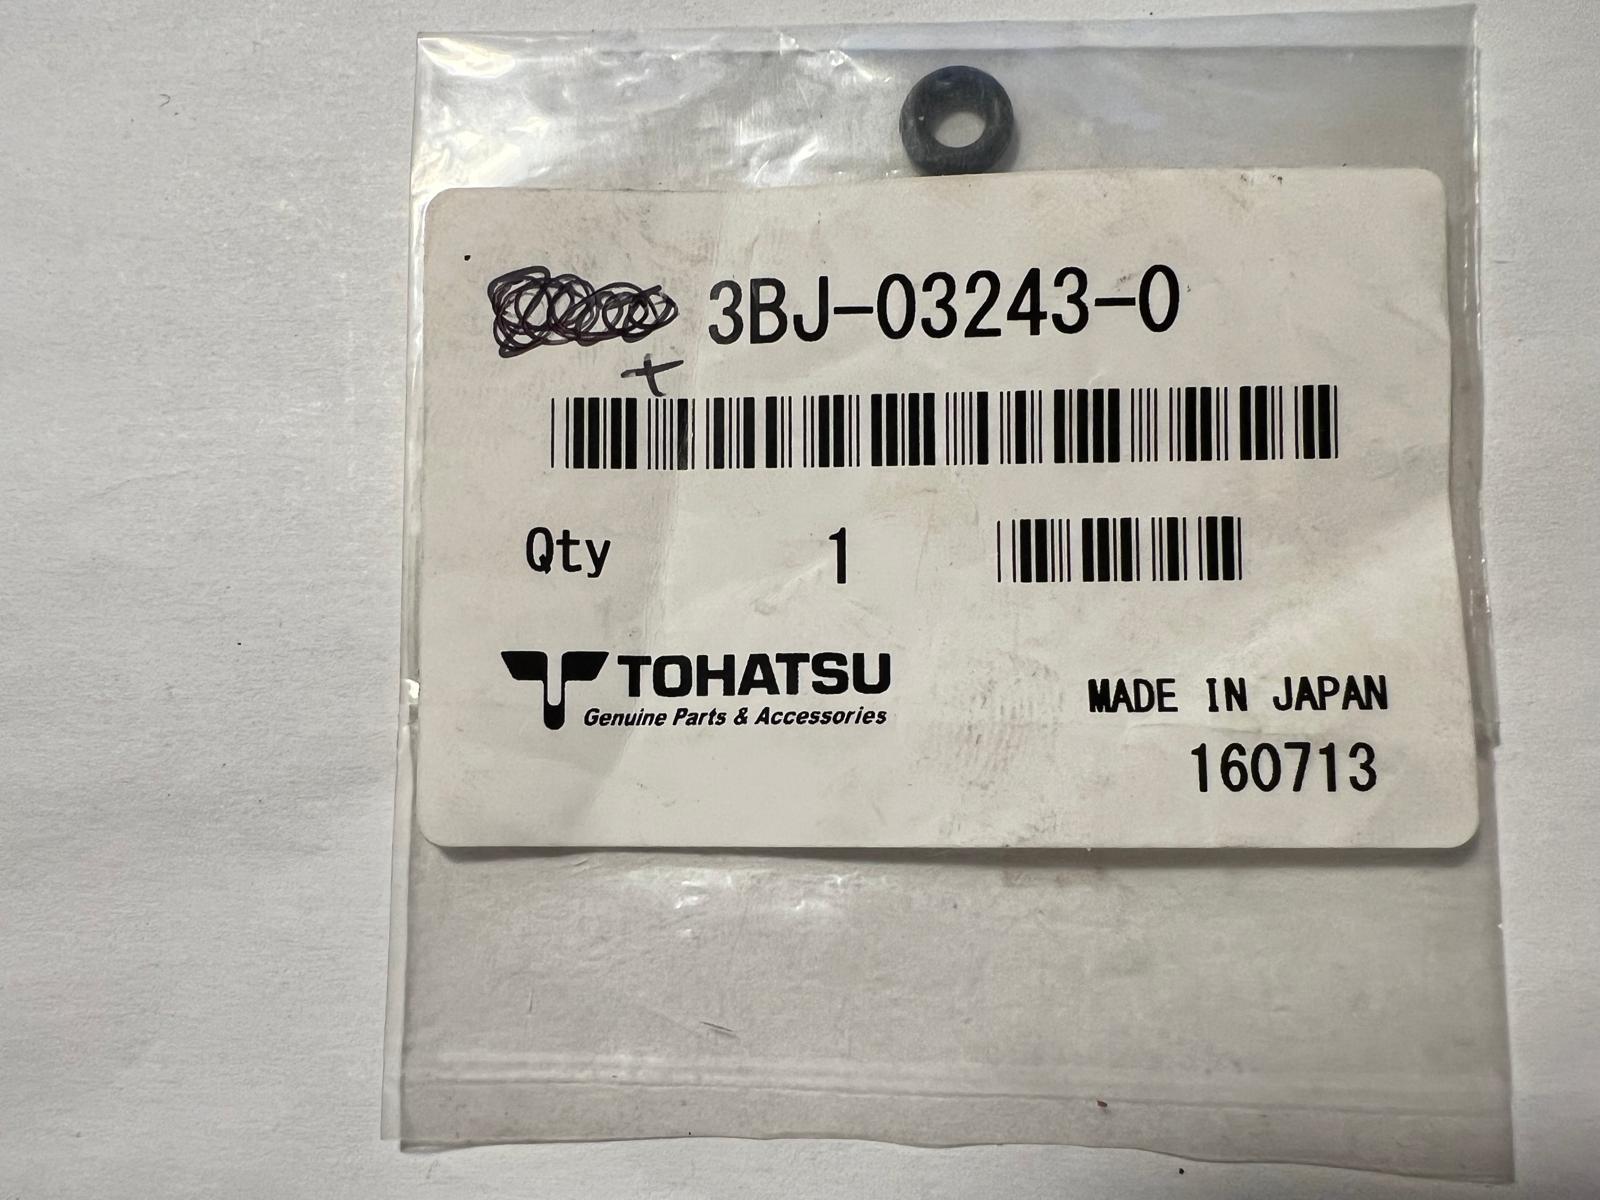 3BJ-03243-0
+
Qty 1
TOHATSU
Genuine Parts & Accessories
MADE IN JAPAN
160713